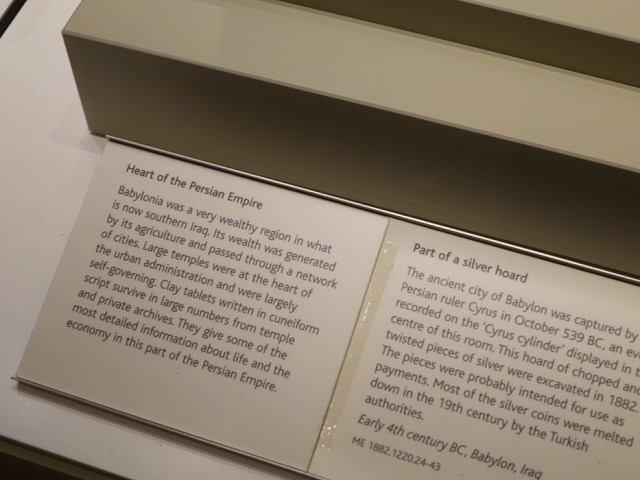 Heart of the Persian Empire
Babylonia was a very wealthy region in what
is now southern Iraq. Its wealth was generated
by its agriculture and passed through a network
of cities. Large temples were at the heart of
the urban administration and were largely
self-governing. Clay tablets written in cuneiform
script survive in large numbers from temple
and private archives. They give some of the
most detailed information about life and the
economy in this part of the Persian Empire.
Part of a silver hoard
The ancient city of Babylon was captured by
Persian ruler Cyrus in October 539 BC, an
recorded on the 'Cyrus cylinder' displayed in
centre of this room. This hoard of chopped and
twisted pieces of silver were excavated in 1882.
The pieces were probably intended for use as
payments. Most of the silver coins were melted
down in the 19th century by the Turkish
authorities.
Early 4th century BC, Babylon, Iraq
ME 1882,1220.24-43